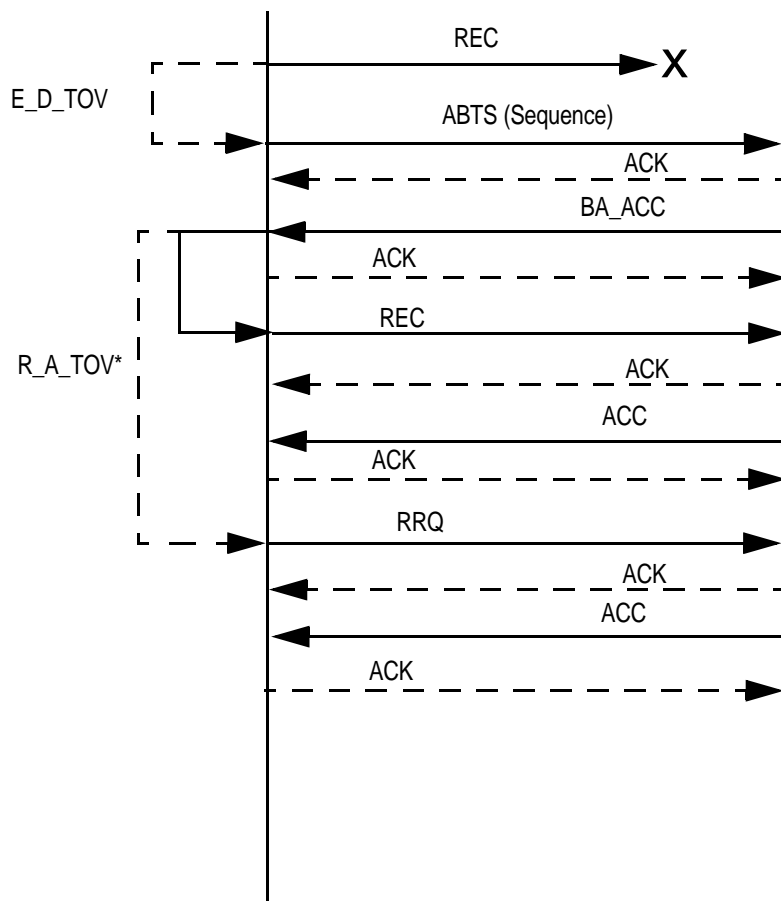 REC
X
E_D_TOV
ABTS (Sequence)
ACK
BA_ACC
ACK
REC
R_A_TOV*
ACK
ACC
ACK
RRQ
ACK
ACC
ACK